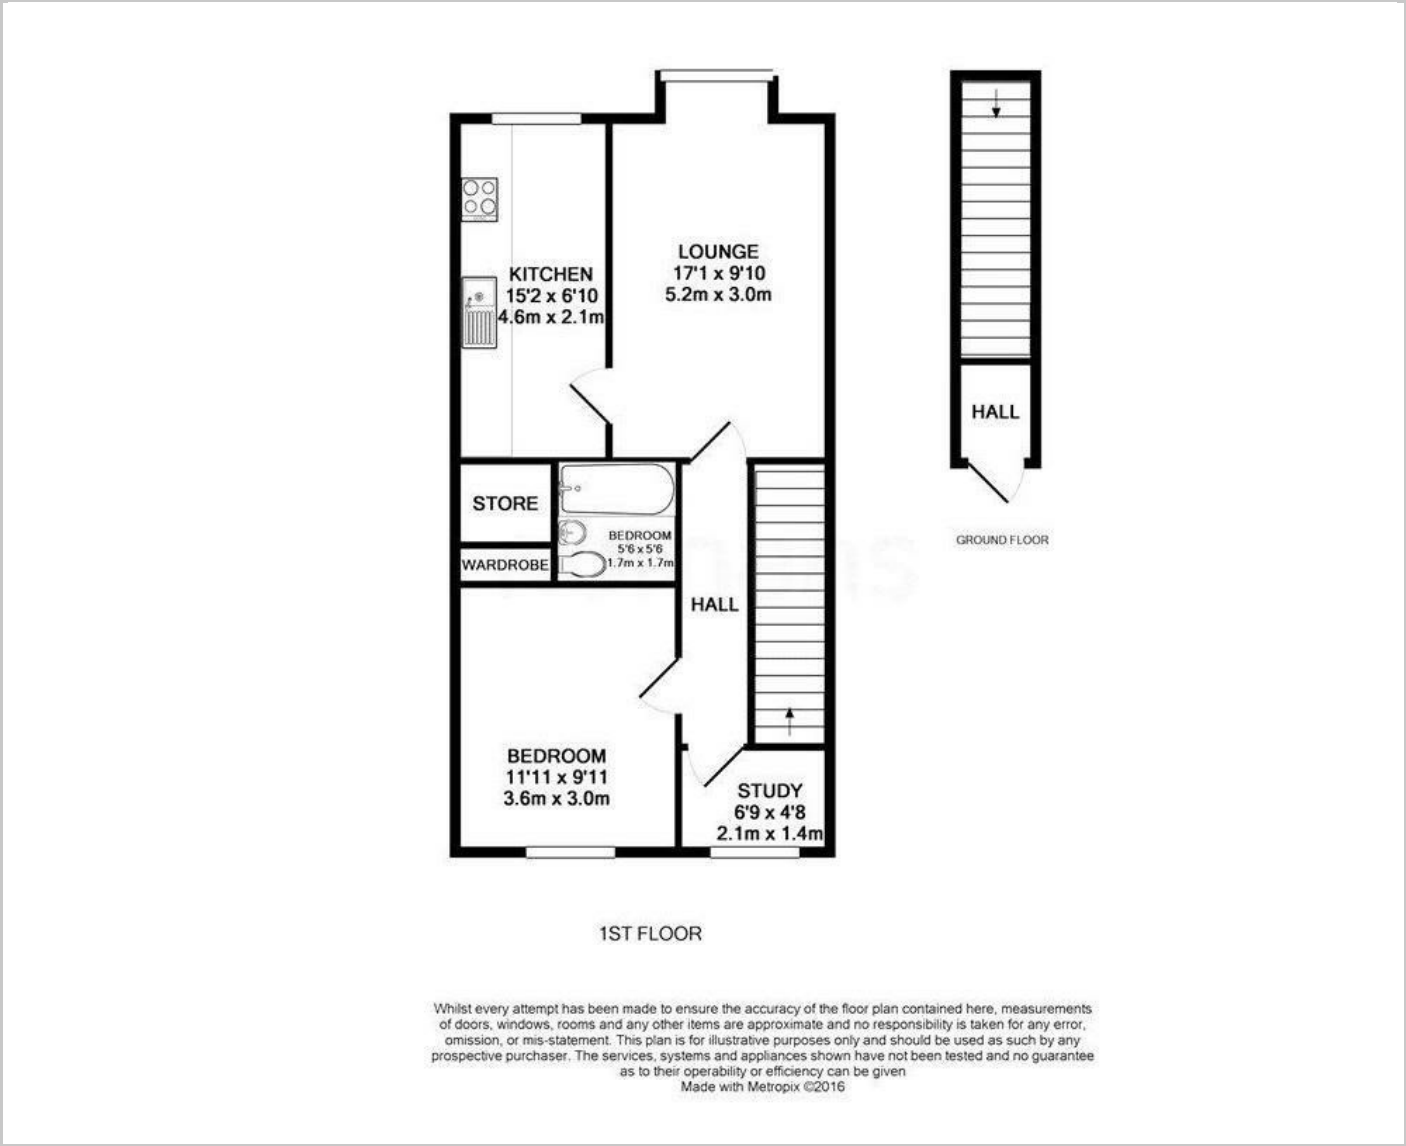 LOUNGE
17'1 x 9'10
5.2m x 3.0m
KITCHEN
15'2 x 6'10
4.6m x 2.1m
HALL
STORE
BEDROOM
5'6 x 5'6
1.7m x 1.7m
WARDROBE
HALL
GROUND FLOOR
BEDROOM
11'11 x 9'11
3.6m x 3.0m
STUDY
6'9 x 4'8
2.1m x 1.4m
1ST FLOOR
Whilst every attempt has been made to ensure the accuracy of the floor plan contained here, measurements
of doors, windows, rooms and any other items are approximate and no responsibility is taken for any error,
omission, or mis-statement. This plan is for illustrative purposes only and should be used as such by any
prospective purchaser. The services, systems and appliances shown have not been tested and no guarantee
as to their operability or efficiency can be given
Made with Metropix ©2016